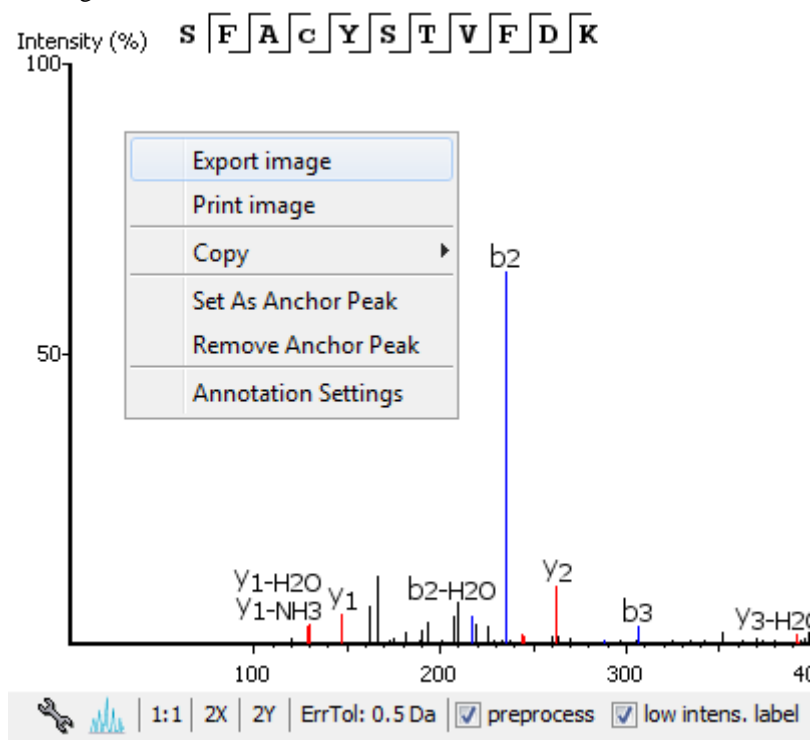 Intensity (%) S F A c Y S T V F D K
100
Export image
Print image
Copy
b2
Set As Anchor Peak
Remove Anchor Peak
50
Annotation Settings
y1-H2O
y1-NH3 y1 b2-H2O y2
b3 y3-H2O
100 200 300
1:1 2X 2Y ErrTol: 0.5 Da preprocess low intens. label